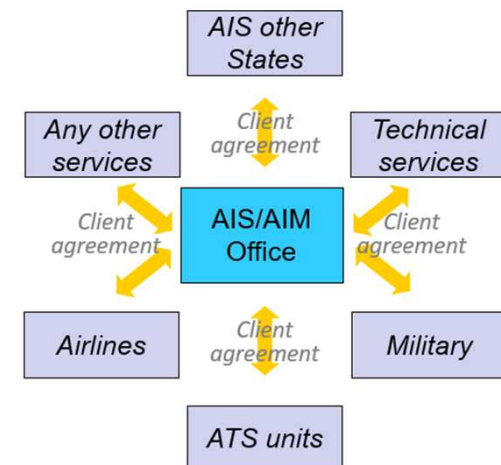 AIS other
States
Client
agreement
Any other
services
Technical
services
AIS/AIM
Office
Client
agreement
Client
agreement
Client
agreement
Airlines
Military
ATS units